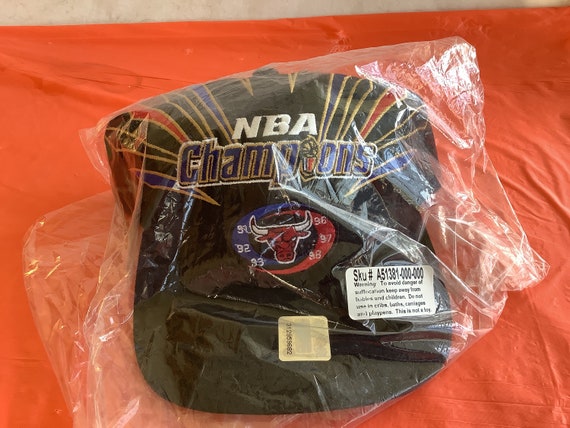 NBA
Champions
91 96
92 97
93 98
Sku # A51381-000-000
Warning: To avoid danger of
suffocation keep away from
babies and children. Do not
use in cribs, baths, carriages
and playpens. This is not a toy.